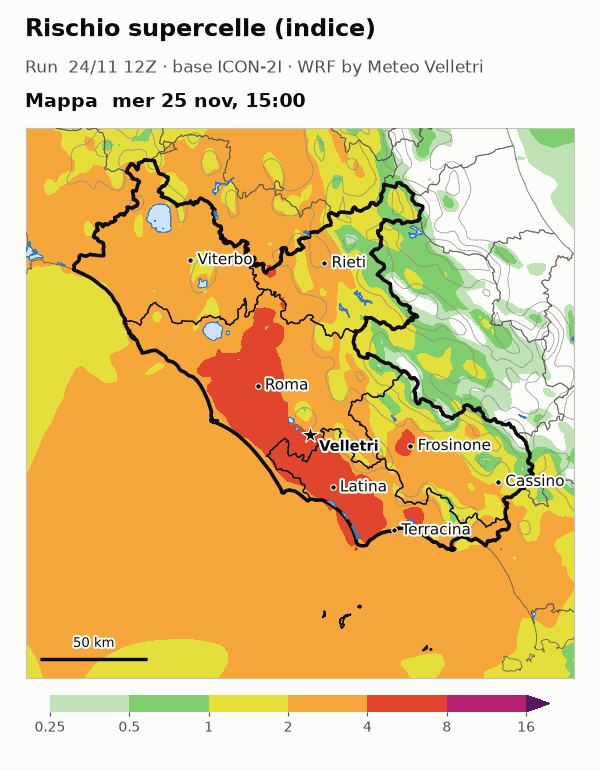 Rischio supercelle (indice)
Run  24/11 12Z · base ICON-2I · WRF by Meteo Velletri
Mappa  mer 25 nov, 15:00
Viterbo
Rieti
Roma
Velletri
Frosinone
Latina
Cassino
Terracina
50 km
0.25 0.5 1 2 4 8 16